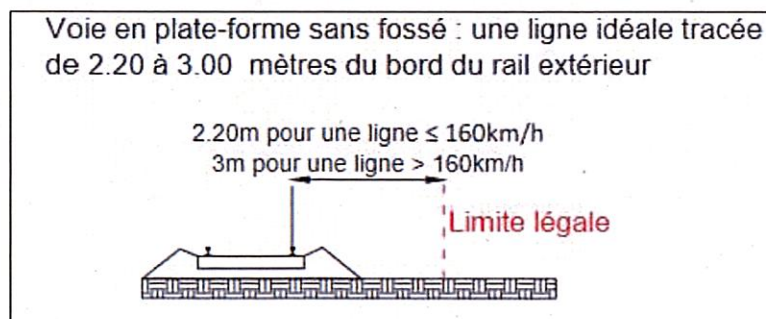 Voie en plate-forme sans fossé : une ligne idéale tracée
de 2.20 à 3.00 mètres du bord du rail extérieur
2.20m pour une ligne ≤ 160km/h
3m pour une ligne > 160km/h
Limite légale